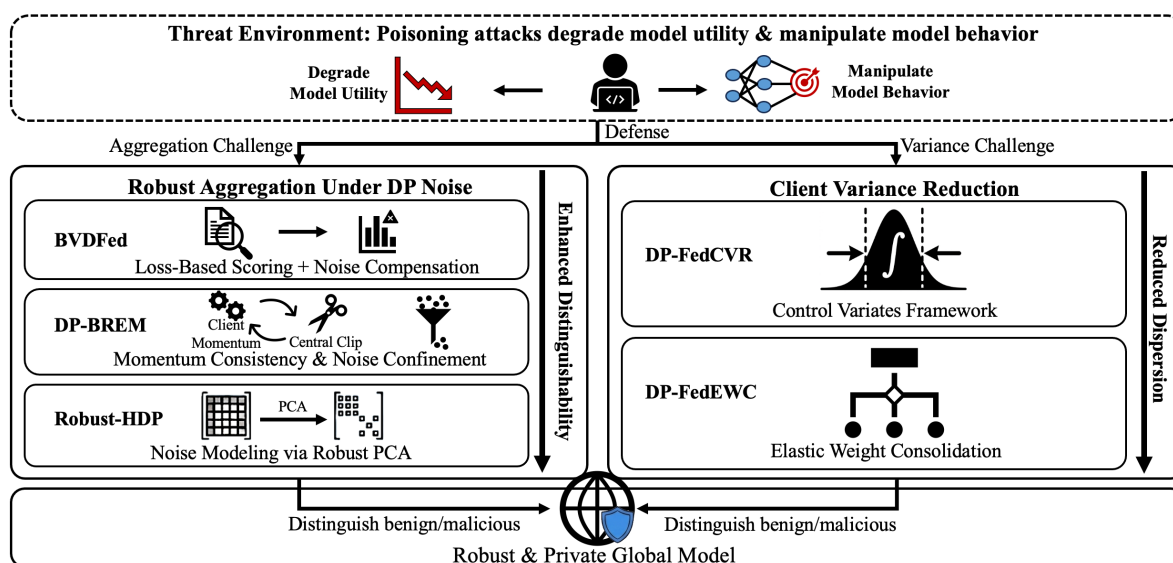 Threat Environment: Poisoning attacks degrade model utility & manipulate model behavior
Degrade
Model Utility
</>
Manipulate
Model Behavior
Defense
Aggregation Challenge
Variance Challenge
Robust Aggregation Under DP Noise
BVDFed
Loss-Based Scoring + Noise Compensation
DP-BREM
Client
Momentum
Central Clip
Momentum Consistency & Noise Confinement
Robust-HDP
PCA
Noise Modeling via Robust PCA
Enhanced Distinguishability
Client Variance Reduction
DP-FedCVR
∫
Control Variates Framework
DP-FedEWC
Elastic Weight Consolidation
Reduced Dispersion
Distinguish benign/malicious
Distinguish benign/malicious
Robust & Private Global Model